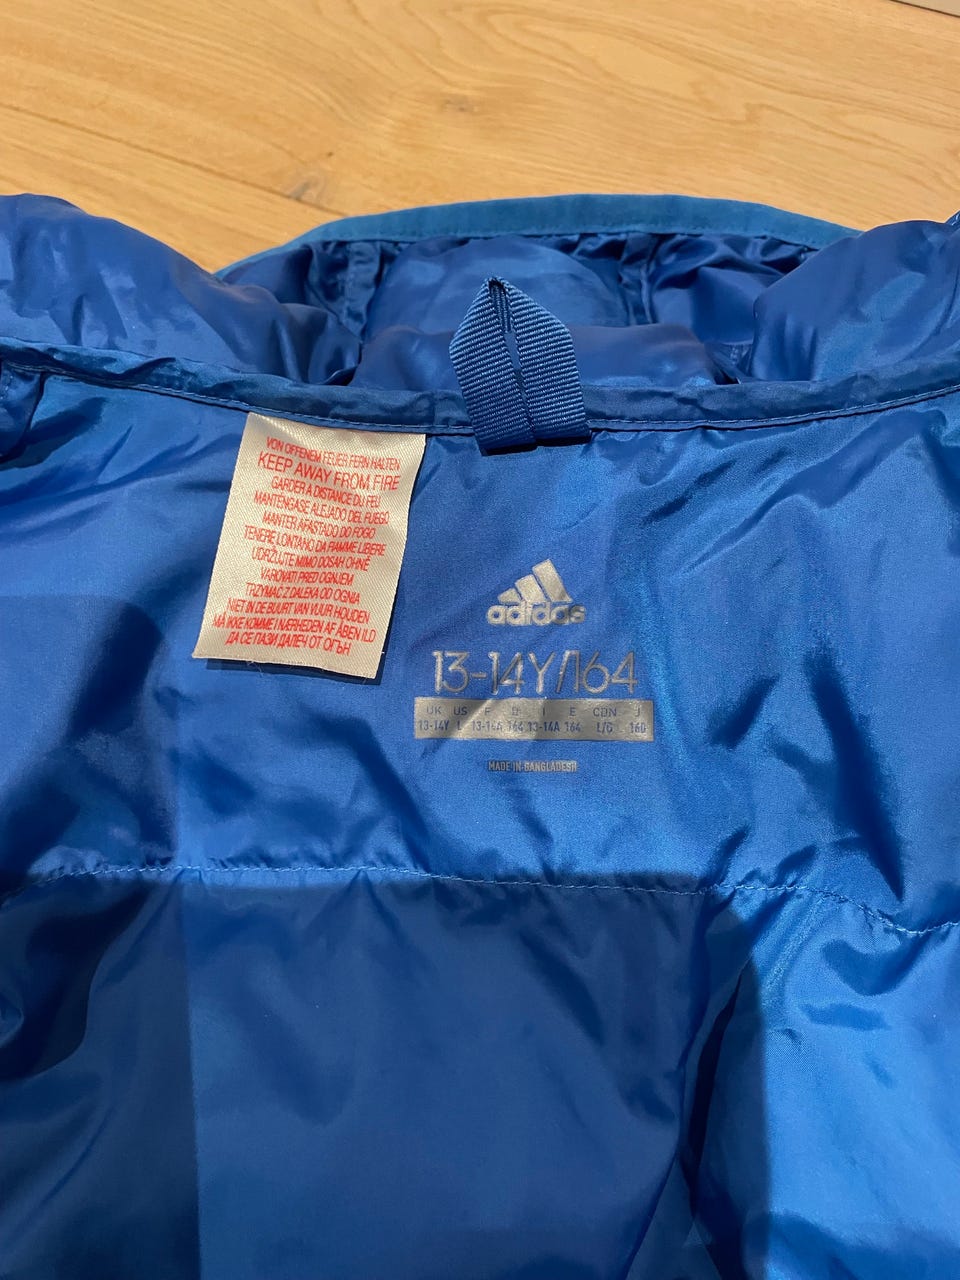 VON OFFENEM FEUER FERN HALTEN
KEEP AWAY FROM FIRE
GARDER À DISTANCE DU FEU
MANTÉNGASE ALEJADO DEL FUEGO
MANTER AFASTADO DO FOGO
TENERE LONTANO DA FIAMME LIBERE
UDRŽUJTE MIMO DOSAH OHNĚ
VAROVATI PRED OGNJEM
TRZYMAĆ Z DALEKA OD OGNIA
NIET IN DE BUURT VAN VUUR HOUDEN
MÅ IKKE KOMME I NÆRHEDEN AF ÅBEN ILD
ДА СЕ ПАЗИ ДАЛЕЧ ОТ ОГЪН
adidas
13-14Y/164
UK US F D I E CDN J
13-14Y L 13-14A 164 13-14A 164 L/G 160
MADE IN BANGLADESH